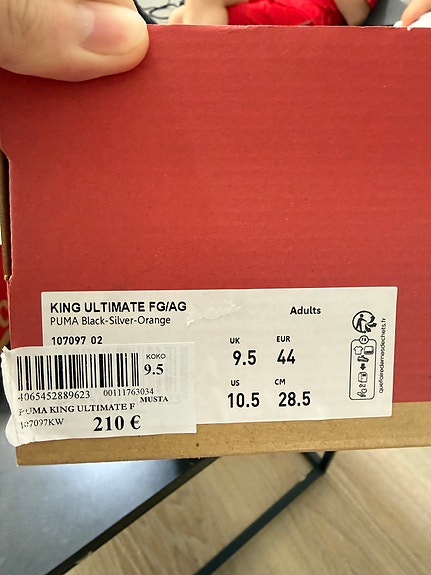 KING ULTIMATE FG/AG
PUMA Black-Silver-Orange
Adults
107097 02
UK EUR
9.5 44
US CM
10.5 28.5
quefairedemesdechets.fr
KOKO
9.5
4065452889623 00111763034
MUSTA
PUMA KING ULTIMATE F
107097KW 210 €